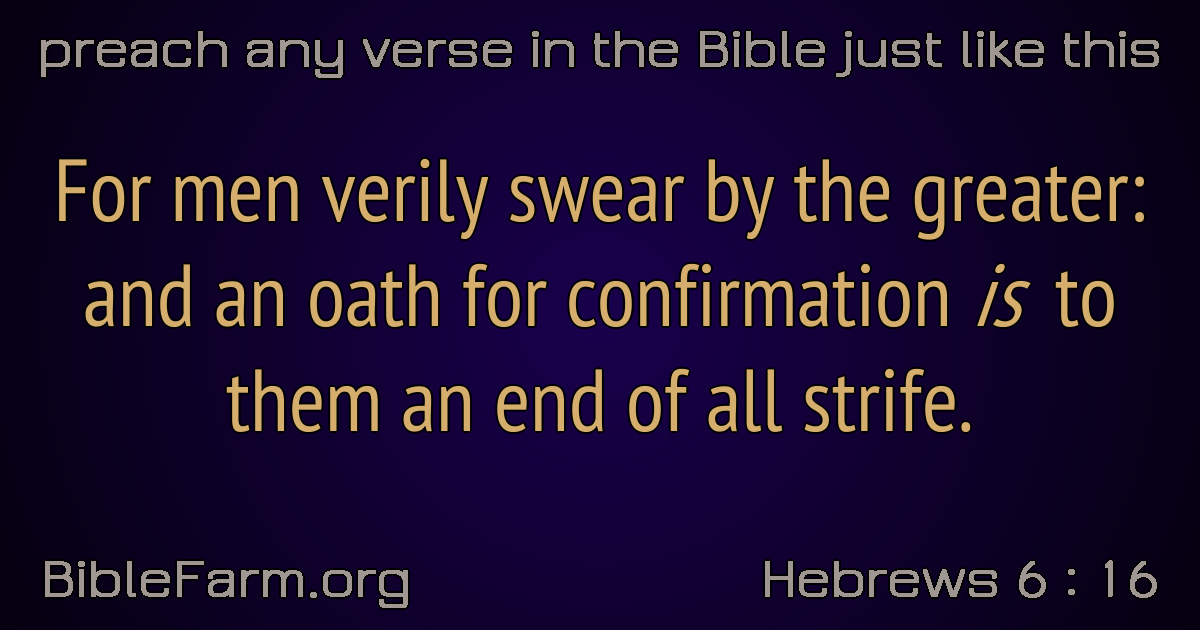 preach any verse in the Bible just like this
For men verily swear by the greater:
and an oath for confirmation is to
them an end of all strife.
BibleFarm.org
Hebrews 6 : 16